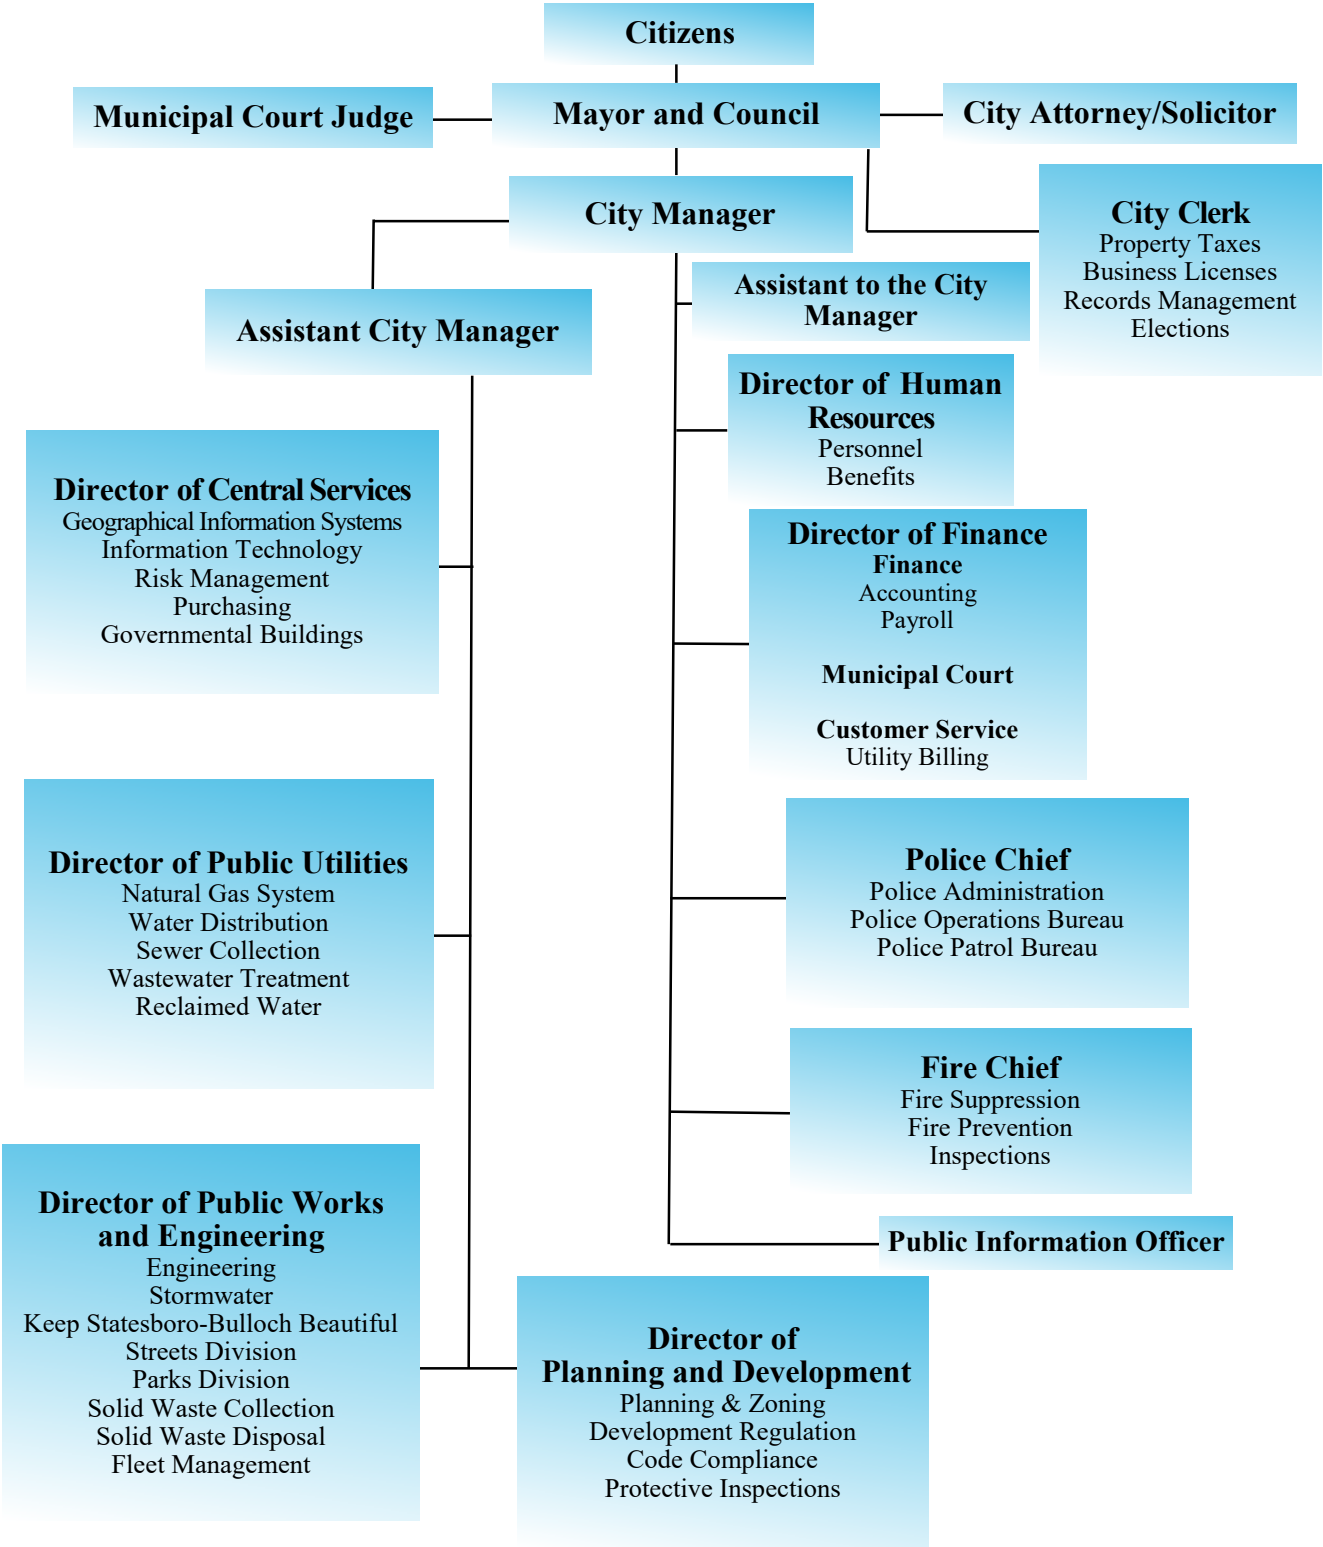 Citizens
Municipal Court Judge
Mayor and Council
City Attorney/Solicitor
City Manager
City Clerk
Property Taxes
Business Licenses
Records Management
Elections
Assistant to the City
Manager
Assistant City Manager
Director of Human
Resources
Personnel
Benefits
Director of Central Services
Geographical Information Systems
Information Technology
Risk Management
Purchasing
Governmental Buildings
Director of Finance
Finance
Accounting
Payroll
Municipal Court
Customer Service
Utility Billing
Director of Public Utilities
Natural Gas System
Water Distribution
Sewer Collection
Wastewater Treatment
Reclaimed Water
Police Chief
Police Administration
Police Operations Bureau
Police Patrol Bureau
Fire Chief
Fire Suppression
Fire Prevention
Inspections
Director of Public Works
and Engineering
Engineering
Stormwater
Keep Statesboro-Bulloch Beautiful
Streets Division
Parks Division
Solid Waste Collection
Solid Waste Disposal
Fleet Management
Public Information Officer
Director of
Planning and Development
Planning & Zoning
Development Regulation
Code Compliance
Protective Inspections